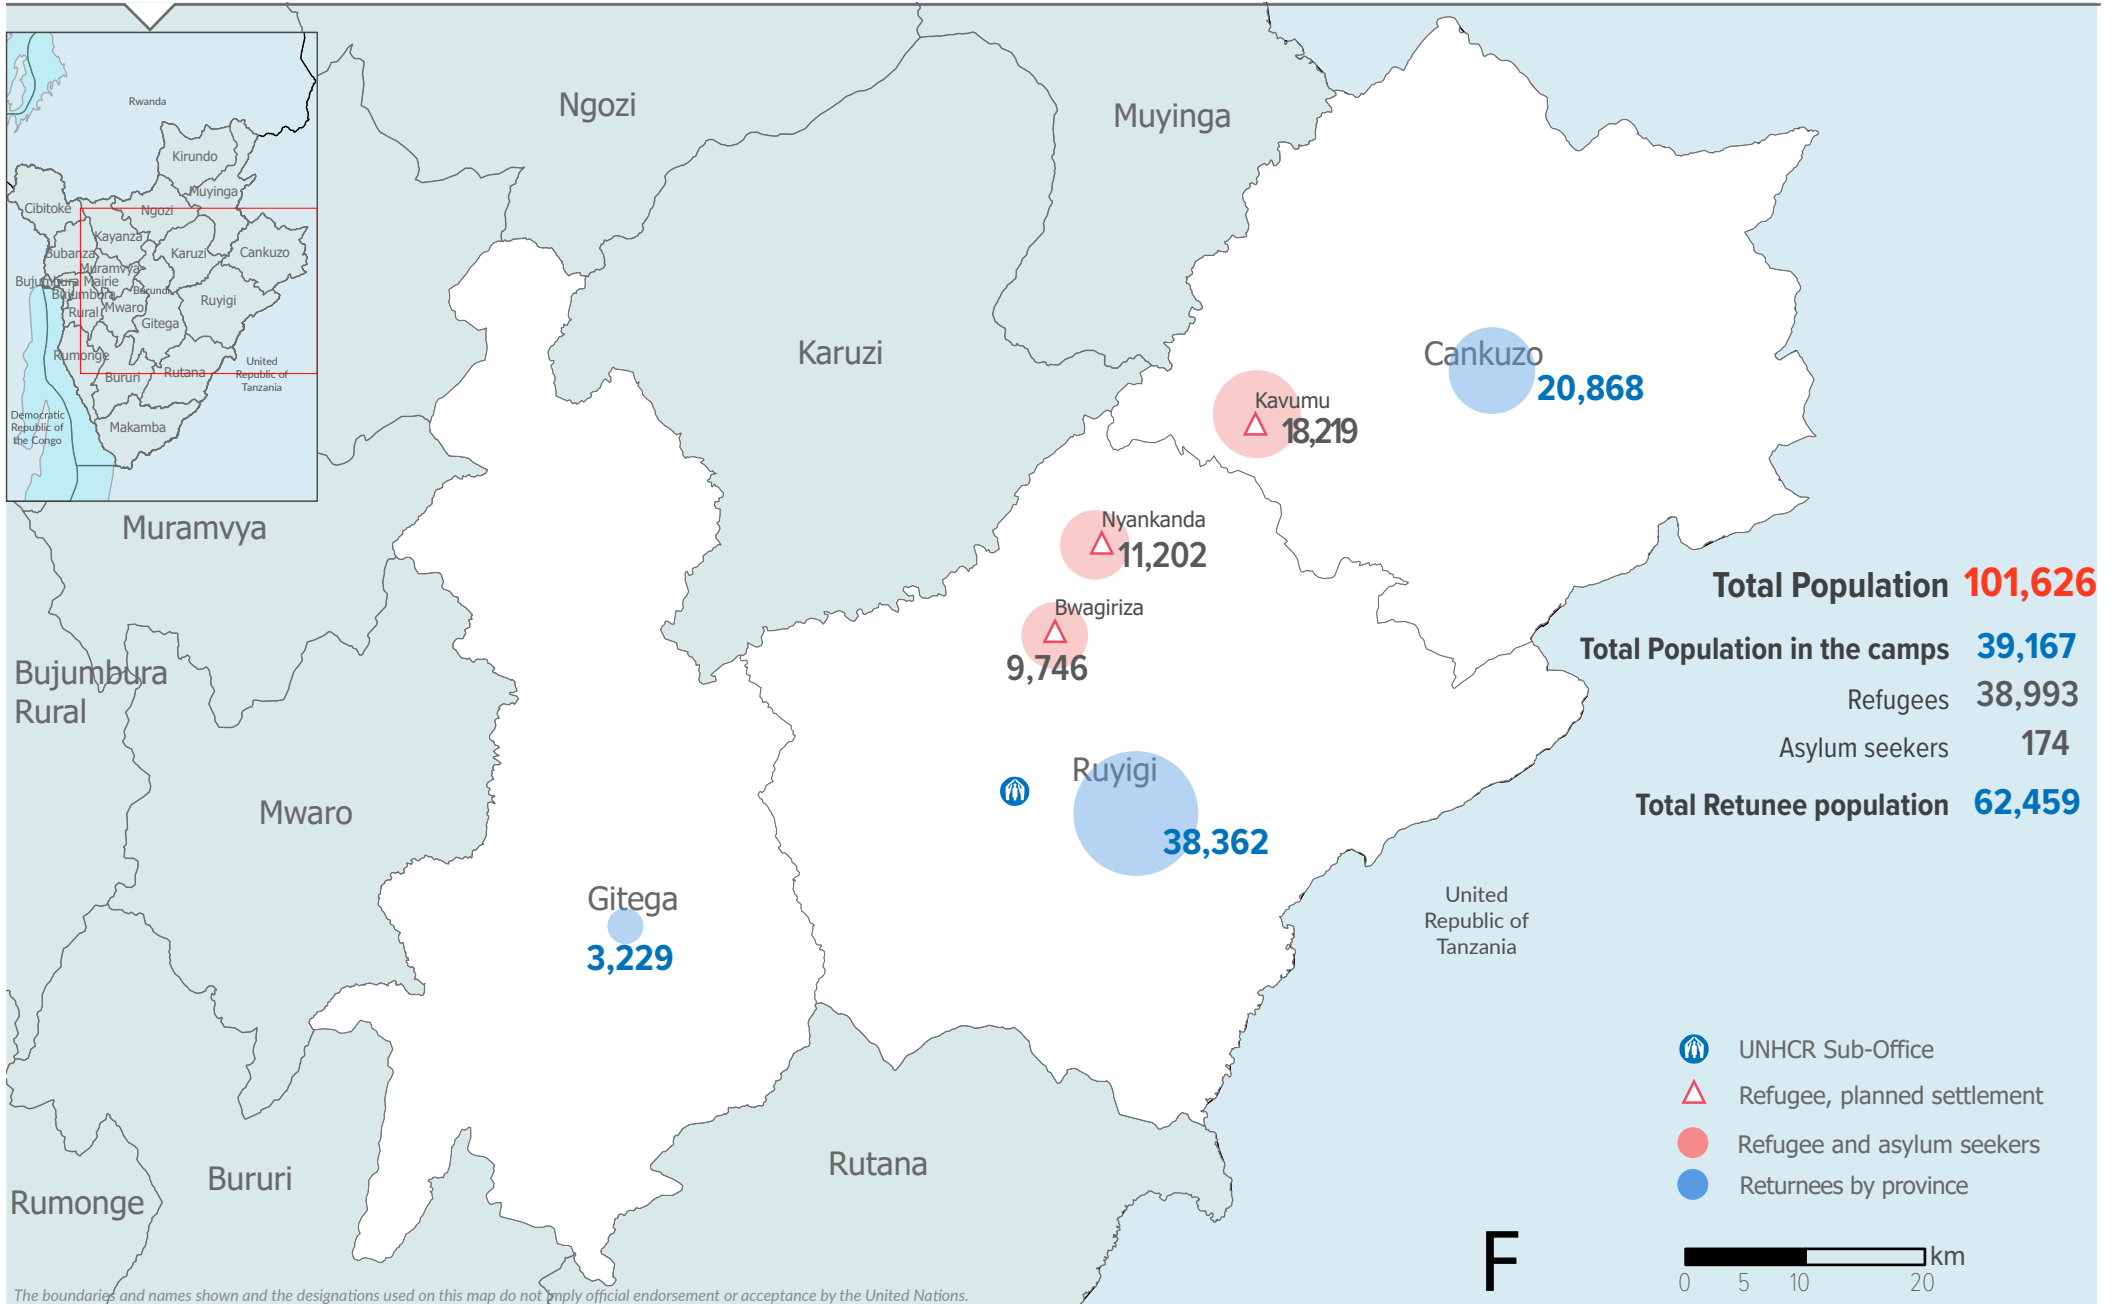 Rwanda
Kirundo
Muyinga
Cibitoke
Ngozi
Kayanza
Bubanza
Karuzi
Cankuzo
Muramvya
Bujumbura Mairie
Burundi
Bujumbura
Rural
Mwaro
Ruyigi
Gitega
Rumonge
United
Republic of
Tanzania
Bururi
Rutana
Democratic
Republic of
the Congo
Makamba
Ngozi
Muyinga
Karuzi
Cankuzo
20,868
Kavumu
18,219
Muramvya
Nyankanda
11,202
Bwagiriza
9,746
Bujumbura
Rural
Mwaro
Ruyigi
38,362
Gitega
3,229
United
Republic of
Tanzania
Rutana
Bururi
Rumonge
Total Population 101,626
Total Population in the camps 39,167
Refugees 38,993
Asylum seekers 174
Total Retunee population 62,459
UNHCR Sub-Office
Refugee, planned settlement
Refugee and asylum seekers
Returnees by province
F
km
0 5 10 20
The boundaries and names shown and the designations used on this map do not imply official endorsement or acceptance by the United Nations.